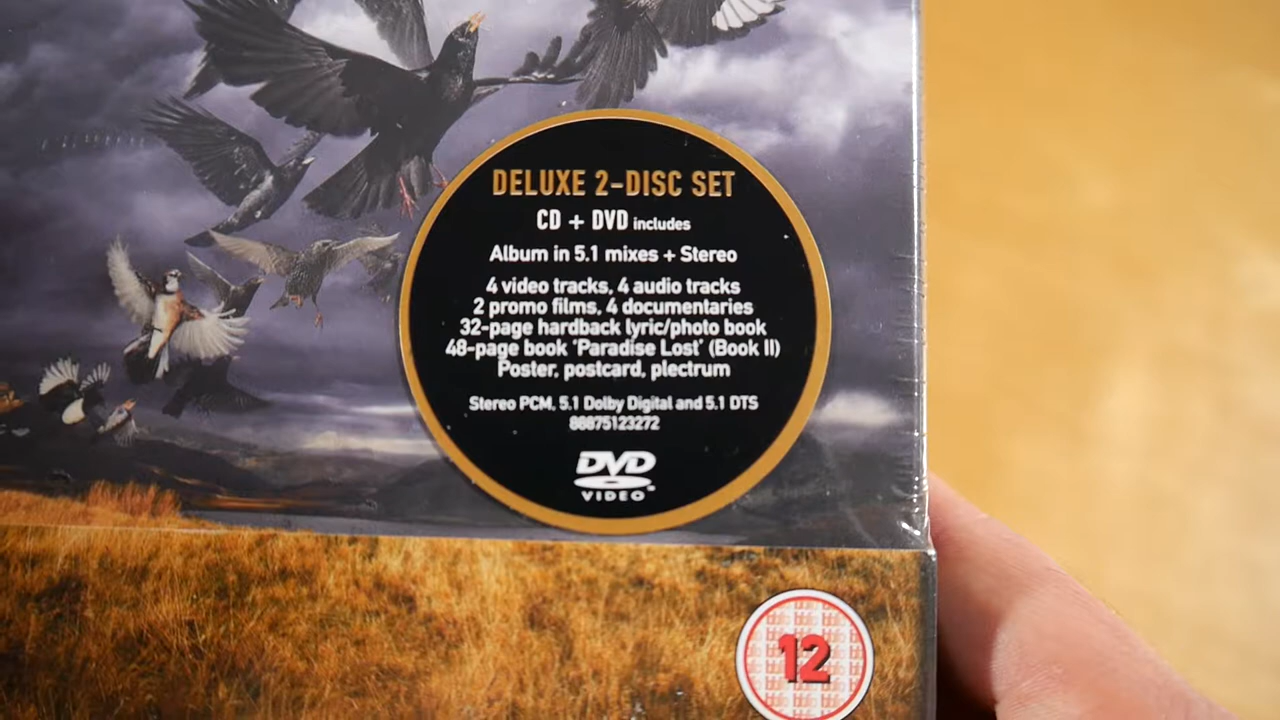 DELUXE 2-DISC SET
CD + DVD includes
Album in 5.1 mixes + Stereo
4 video tracks, 4 audio tracks
2 promo films, 4 documentaries
32-page hardback lyric/photo book
48-page book 'Paradise Lost' (Book II)
Poster, postcard, plectrum
Stereo PCM, 5.1 Dolby Digital and 5.1 DTS
88875123272
DVD
VIDEO™
12